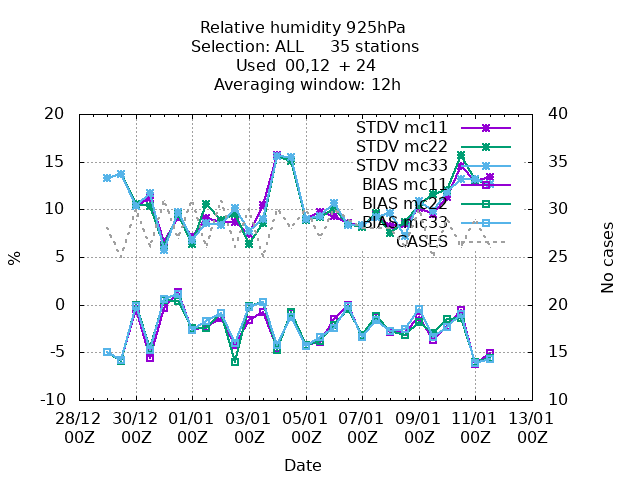 Relative humidity 925hPa
Selection: ALL 35 stations
Used 00,12 + 24
Averaging window: 12h
20 40
STDV mc11
STDV mc22
15 35
STDV mc33
BIAS mc11
BIAS mc22
10 30
BIAS mc33
CASES
5 25
%
No cases
0 20
-5 15
-10 10
28/12 30/12 01/01 03/01 05/01 07/01 09/01 11/01 13/01
00Z 00Z 00Z 00Z 00Z 00Z 00Z 00Z 00Z
Date